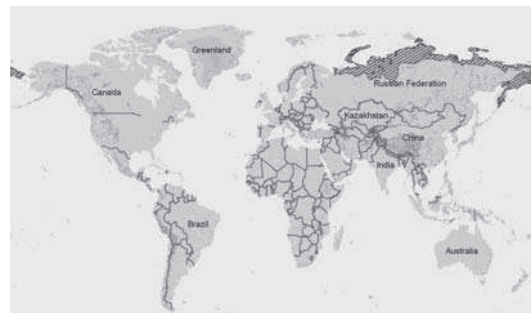 Greenland
Canada
Russian Federation
Kazakhstan
China
India
Brazil
Australia